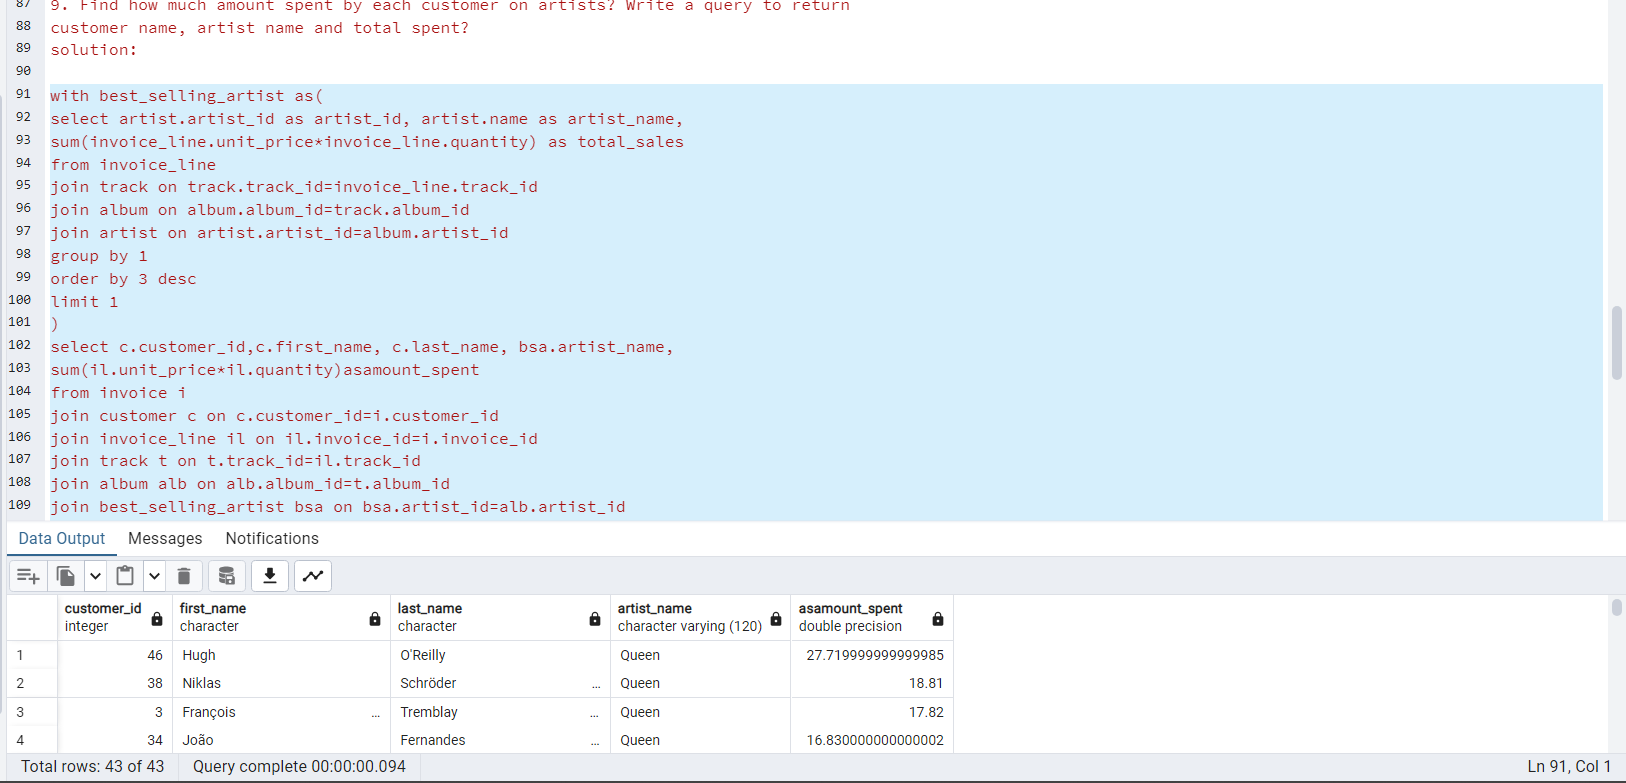 87 9. Find how much amount spent by each customer on artists? Write a query to return
88 customer name, artist name and total spent?
89 solution:
90
91 with best_selling_artist as(
92 select artist.artist_id as artist_id, artist.name as artist_name,
93 sum(invoice_line.unit_price*invoice_line.quantity) as total_sales
94 from invoice_line
95 join track on track.track_id=invoice_line.track_id
96 join album on album.album_id=track.album_id
97 join artist on artist.artist_id=album.artist_id
98 group by 1
99 order by 3 desc
100 limit 1
101 )
102 select c.customer_id,c.first_name, c.last_name, bsa.artist_name,
103 sum(il.unit_price*il.quantity)asamount_spent
104 from invoice i
105 join customer c on c.customer_id=i.customer_id
106 join invoice_line il on il.invoice_id=i.invoice_id
107 join track t on t.track_id=il.track_id
108 join album alb on alb.album_id=t.album_id
109 join best_selling_artist bsa on bsa.artist_id=alb.artist_id
Data Output Messages Notifications
customer_id first_name last_name artist_name asamount_spent
integer character character character varying (120) double precision
1 46 Hugh O'Reilly Queen 27.719999999999985
2 38 Niklas Schröder ... Queen 18.81
3 3 François ... Tremblay ... Queen 17.82
4 34 João Fernandes ... Queen 16.830000000000002
Total rows: 43 of 43 Query complete 00:00:00.094 Ln 91, Col 1